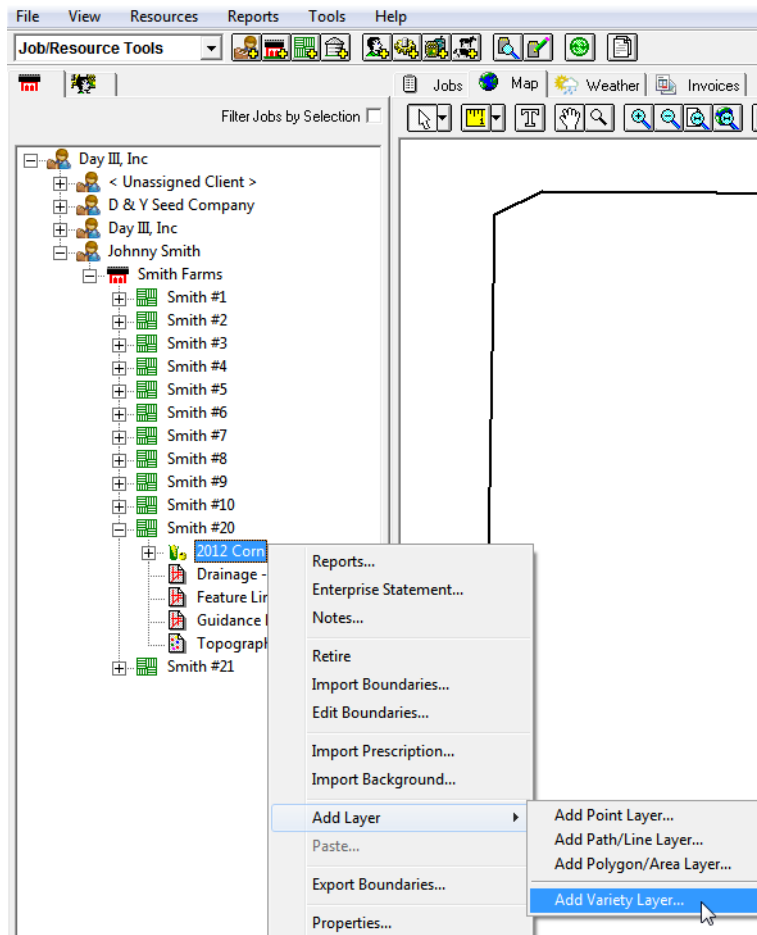 File View Resources Reports Tools Help
Job/Resource Tools
Jobs Map Weather Invoices
Filter Jobs by Selection
Day III, Inc
< Unassigned Client >
D & Y Seed Company
Day III, Inc
Johnny Smith
Smith Farms
Smith #1
Smith #2
Smith #3
Smith #4
Smith #5
Smith #6
Smith #7
Smith #8
Smith #9
Smith #10
Smith #20
2012 Corn
Drainage -
Feature Lin
Guidance
Topograph
Smith #21
Reports...
Enterprise Statement...
Notes...
Retire
Import Boundaries...
Edit Boundaries...
Import Prescription...
Import Background...
Add Layer
Paste...
Export Boundaries...
Properties...
Add Point Layer...
Add Path/Line Layer...
Add Polygon/Area Layer...
Add Variety Layer...